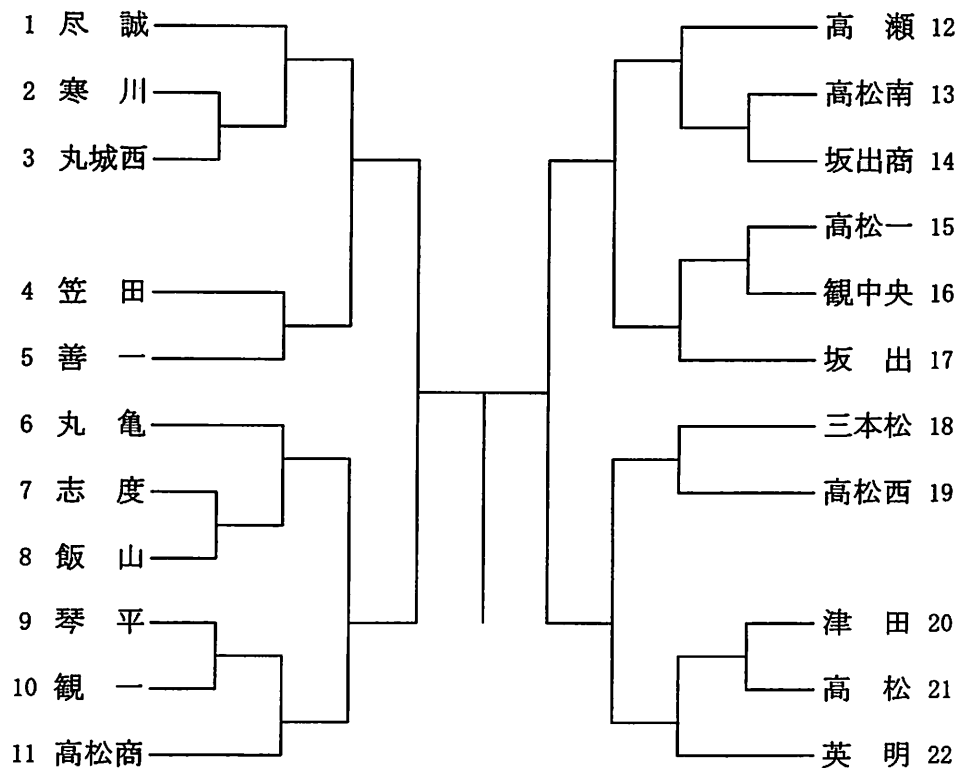 1 尽 誠
2 寒 川
3 丸城西
4 笠 田
5 善 一
6 丸 亀
7 志 度
8 飯 山
9 琴 平
10 観 一
11 高松商
高 瀬 12
高松南 13
坂出商 14
高松一 15
観中央 16
坂 出 17
三本松 18
高松西 19
津 田 20
高 松 21
英 明 22